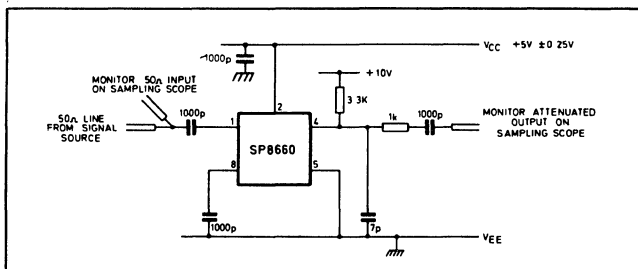 1000p
VCC +5V ±0.25V
MONITOR 50Ω INPUT
ON SAMPLING SCOPE
+10V
3.3K
50Ω LINE
FROM SIGNAL
SOURCE
1000p
1
2
4
1k
1000p
MONITOR ATTENUATED
OUTPUT ON
SAMPLING SCOPE
SP8660
8
5
1000p
7p
VEE